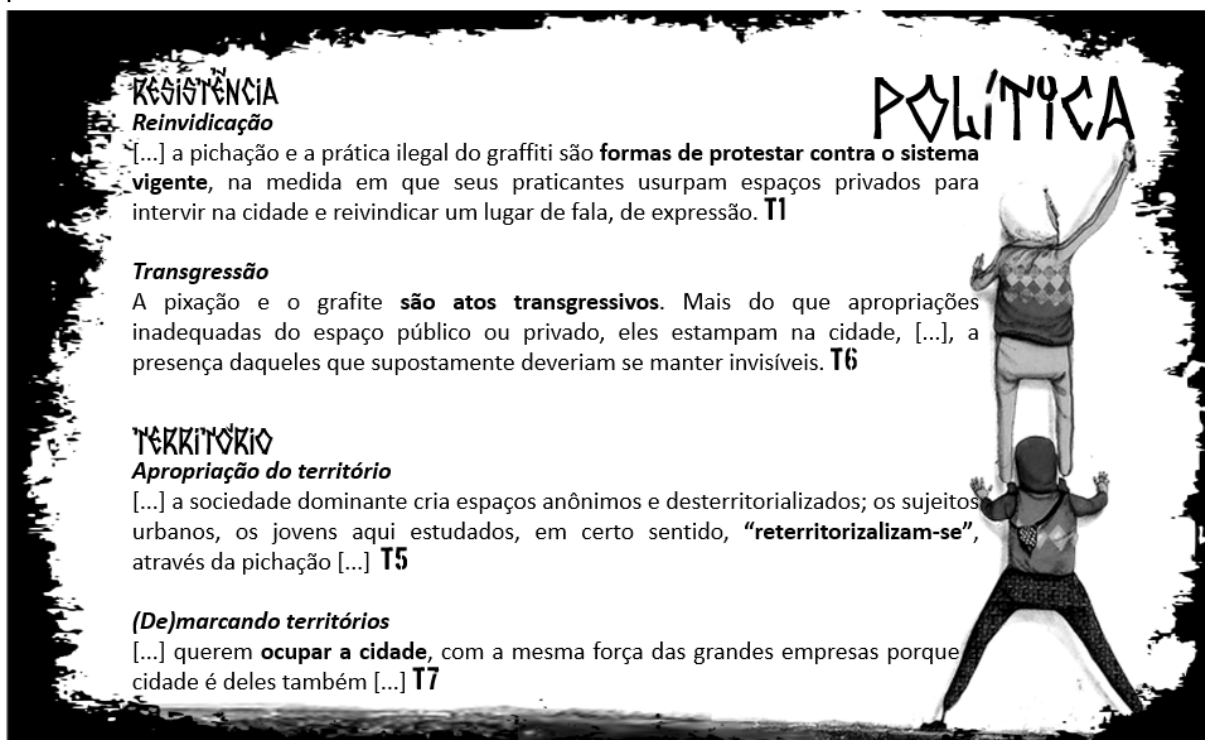 POLÍTICA
RESISTÊNCIA
Reinvidicação
[...] a pichação e a prática ilegal do graffiti são formas de protestar contra o sistema
vigente, na medida em que seus praticantes usurpam espaços privados para
intervir na cidade e reivindicar um lugar de fala, de expressão. T1
Transgressão
A pixação e o grafite são atos transgressivos. Mais do que apropriações
inadequadas do espaço público ou privado, eles estampam na cidade, [...], a
presença daqueles que supostamente deveriam se manter invisíveis. T6
TERRITÓRIO
Apropriação do território
[...] a sociedade dominante cria espaços anônimos e desterritorializados; os sujeitos
urbanos, os jovens aqui estudados, em certo sentido, “reterritorizalizam-se”,
através da pichação [...] T5
(De)marcando territórios
[...] querem ocupar a cidade, com a mesma força das grandes empresas porque
cidade é deles também [...] T7